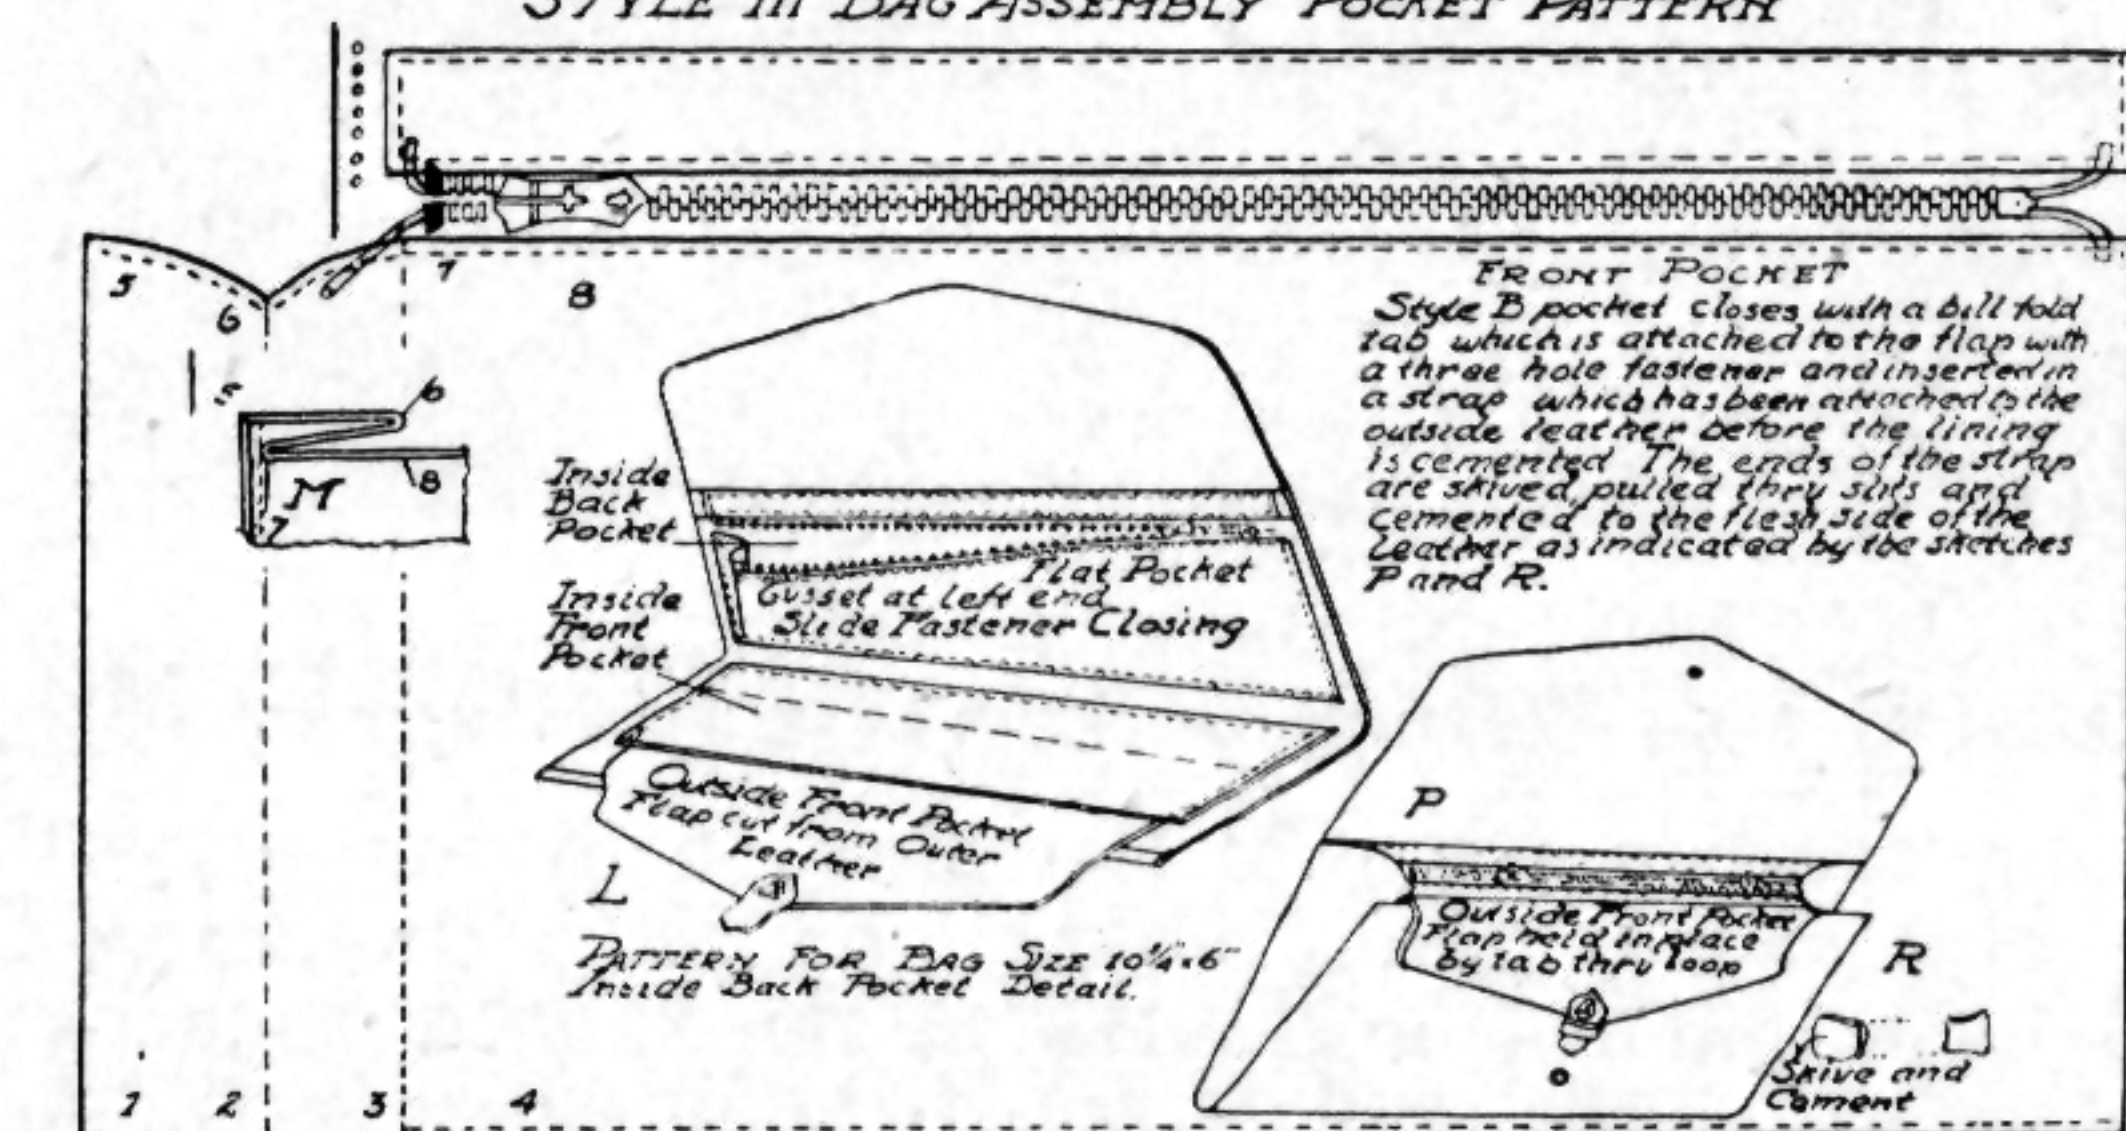 STYLE III BAG ASSEMBLY POCKET PATTERN
5
6
7
8
FRONT POCKET
Style B pocket closes with a bill fold
tab which is attached to the flap with
a three hole fastener and inserted in
a strap which has been attached to the
outside leather before the lining
is cemented The ends of the strap
are skived, pulled thru slits and
cemented to the flesh side of the
Leather as indicated by the sketches
P and R.
5
6
M
8
7
Inside
Back
Pocket
Flat Pocket
Gusset at left end
Slide Fastener Closing
Inside
Front
Pocket
Outside Front Pocket
Flap cut from Outer
Leather
L
PATTERN FOR BAG SIZE 10¼×6"
Inside Back Pocket Detail.
P
Outside Front Pocket
Flap held in place
by tab thru loop
R
Skive and
Cement
1 2 3 4